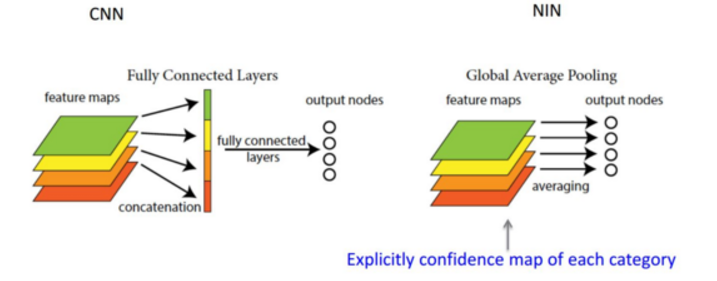 CNN
NIN
Fully Connected Layers
feature maps
output nodes
fully connected
layers
concatenation
Global Average Pooling
feature maps
output nodes
averaging
Explicitly confidence map of each category